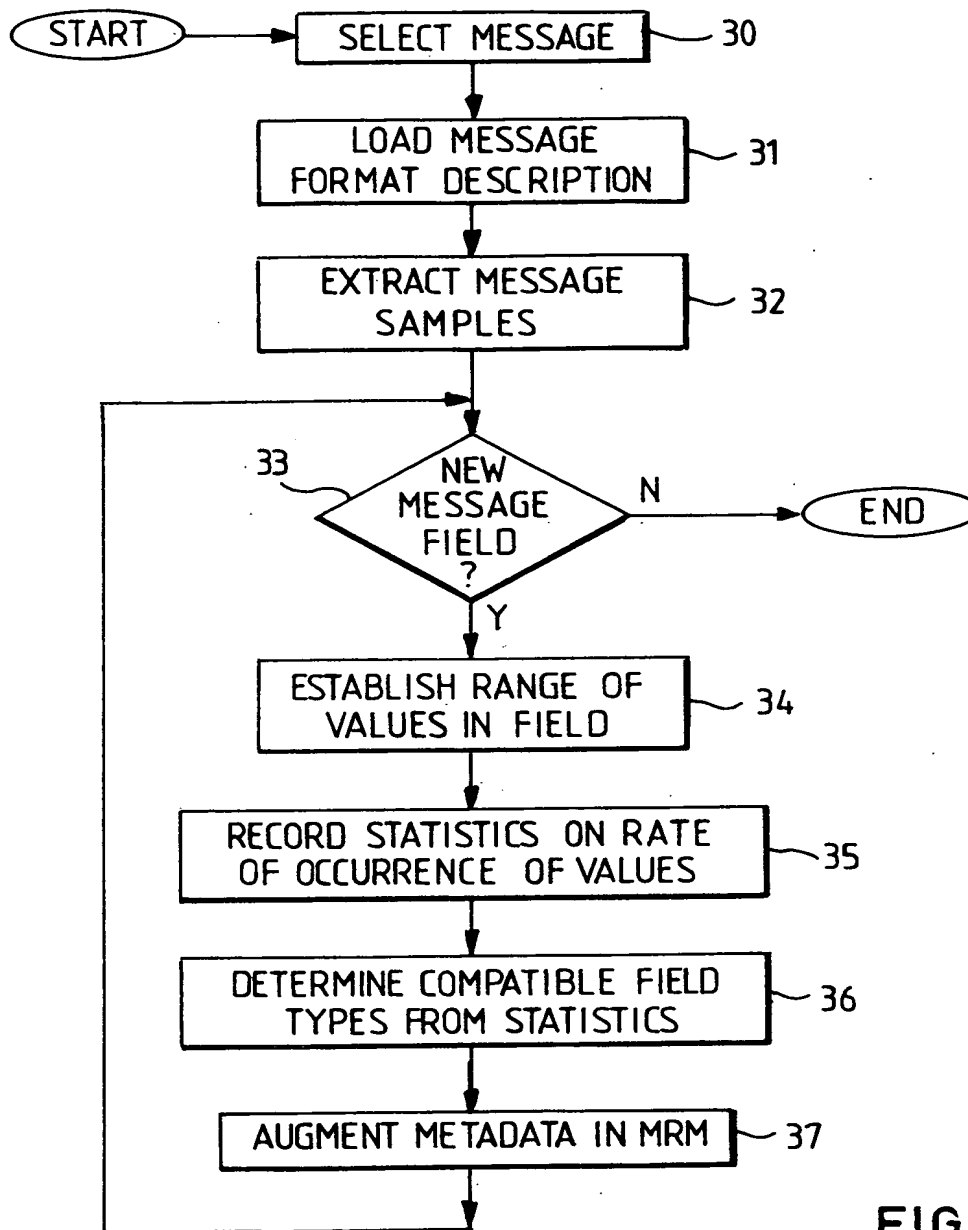 START
SELECT MESSAGE
30
LOAD MESSAGE
FORMAT DESCRIPTION
31
EXTRACT MESSAGE
SAMPLES
32
33
NEW
MESSAGE
FIELD
?
N
END
Y
ESTABLISH RANGE OF
VALUES IN FIELD
34
RECORD STATISTICS ON RATE
OF OCCURRENCE OF VALUES
35
DETERMINE COMPATIBLE FIELD
TYPES FROM STATISTICS
36
AUGMENT METADATA IN MRM
37
FIG